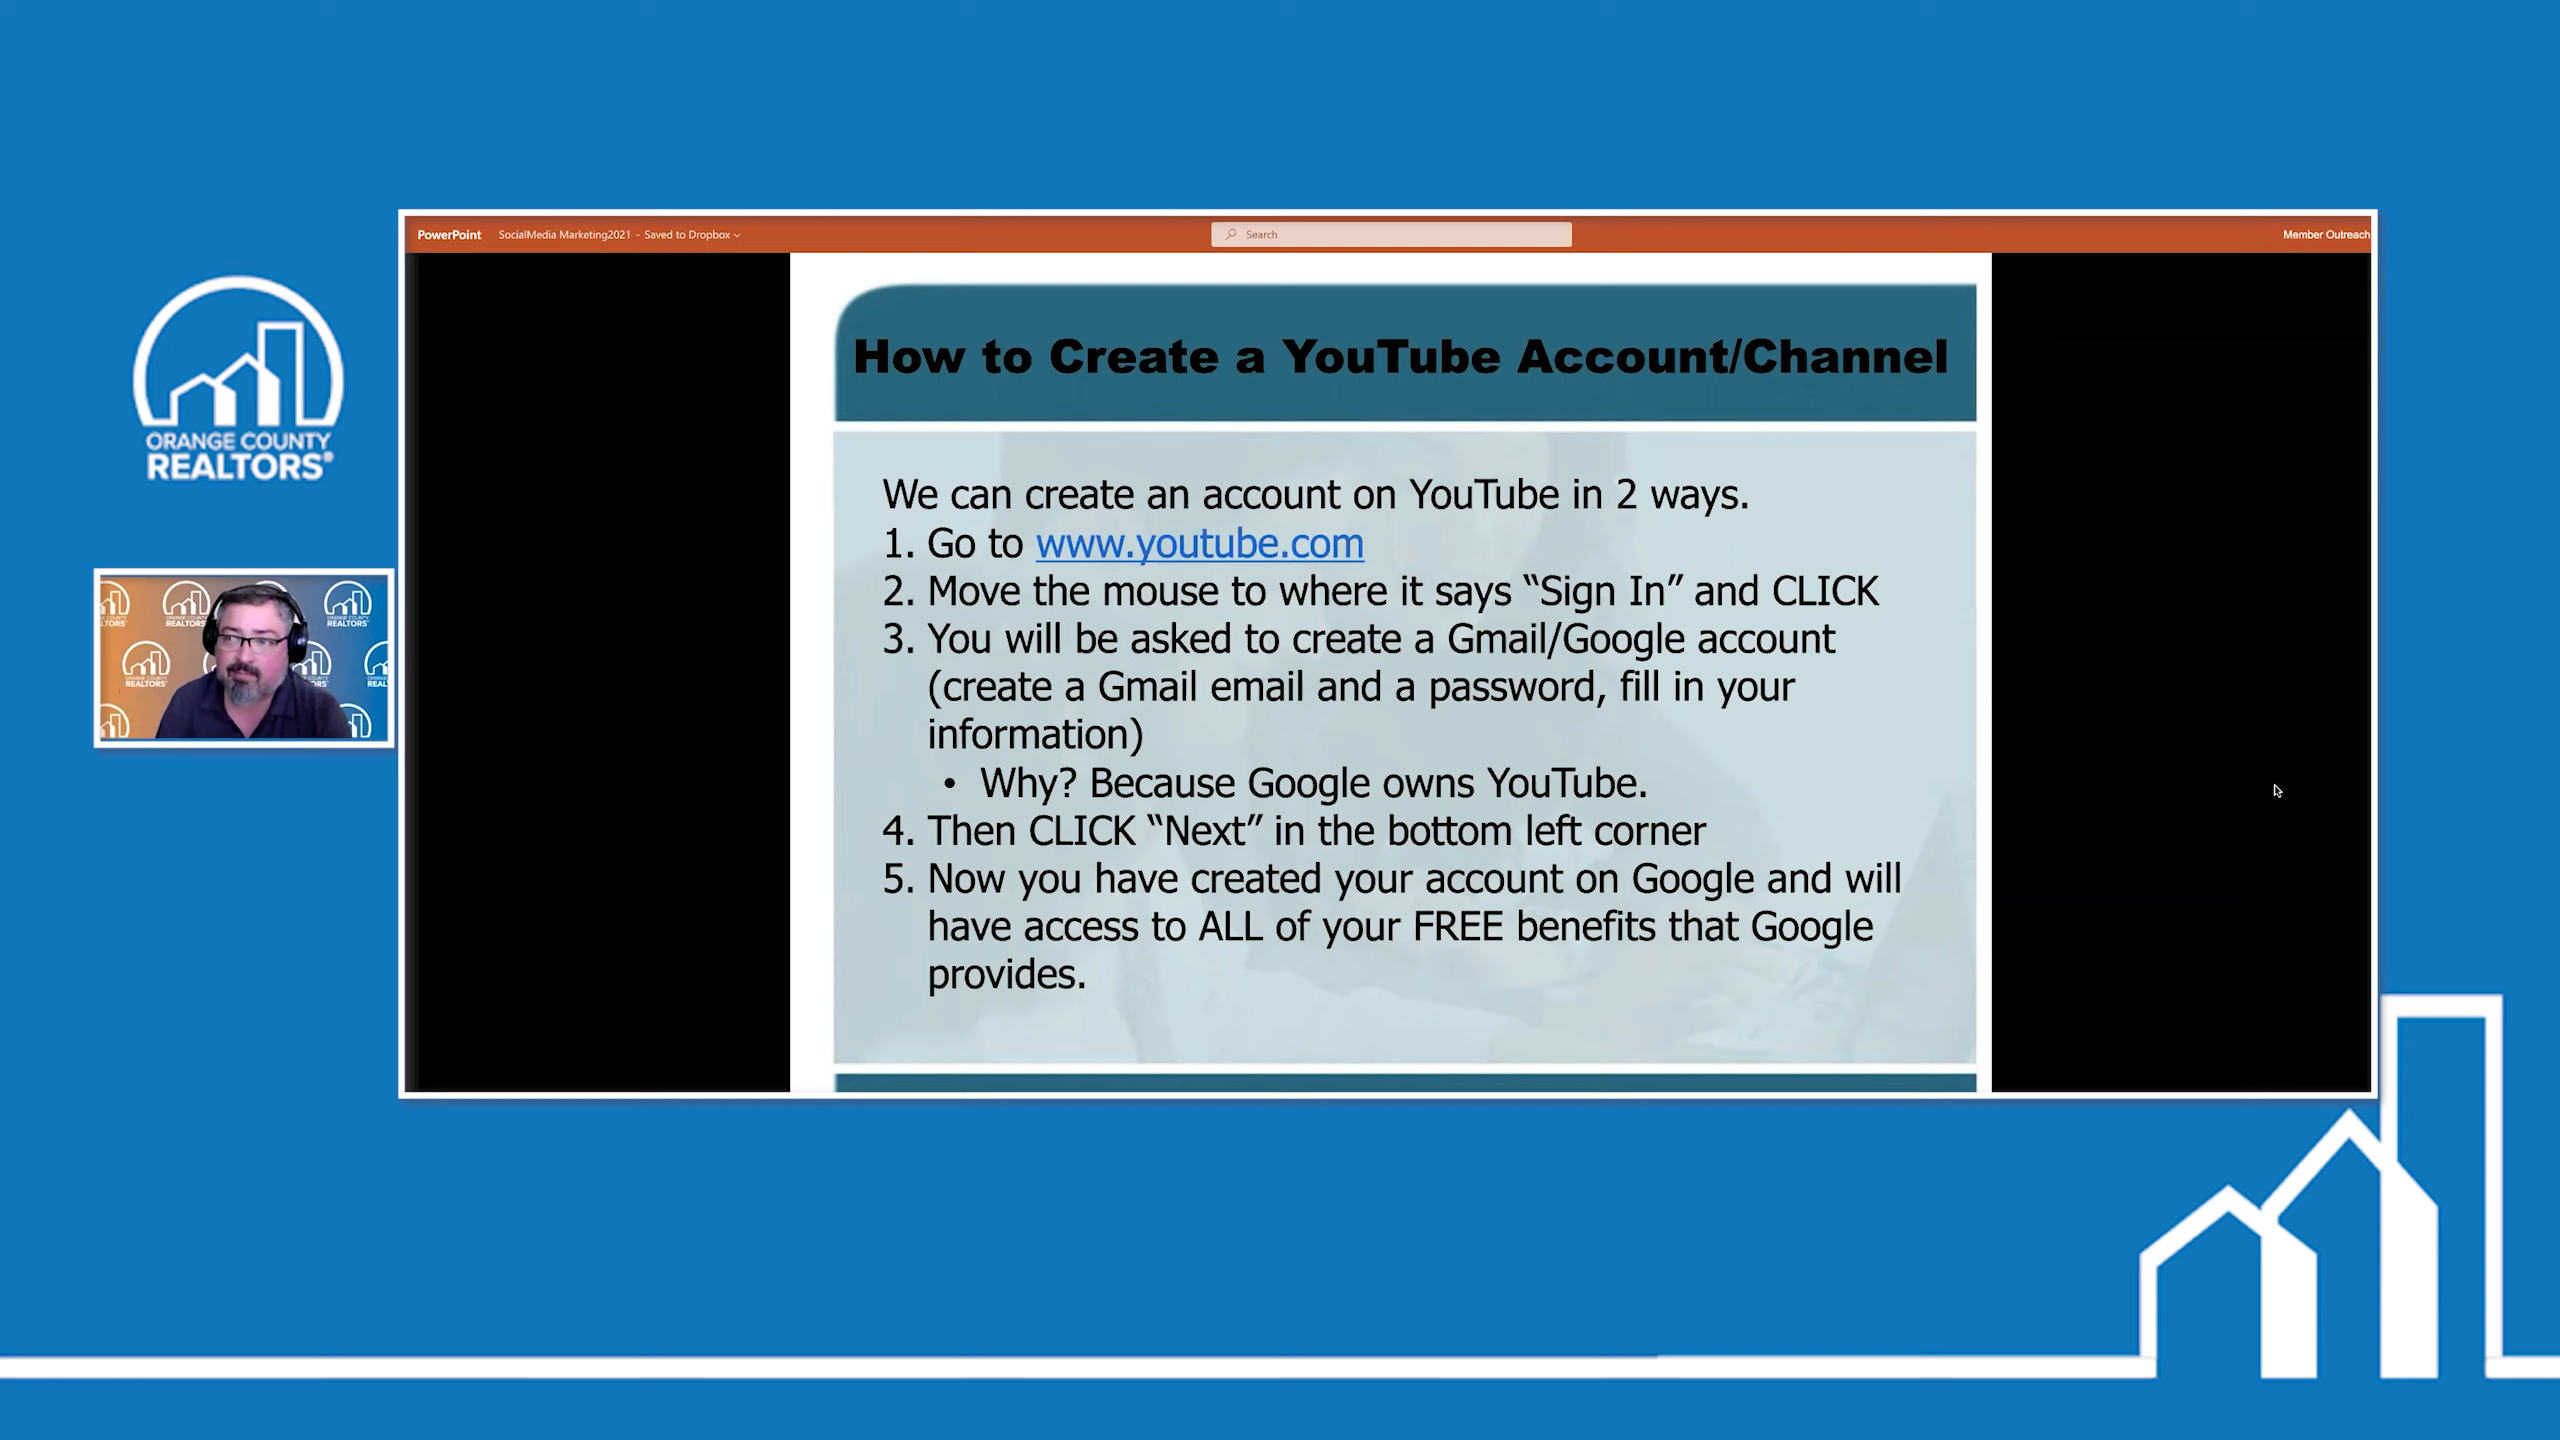 PowerPoint SocialMedia Marketing2021 - Saved to Dropbox
Search
Member Outreach
ORANGE COUNTY
REALTORS®
How to Create a YouTube Account/Channel
We can create an account on YouTube in 2 ways.
1. Go to www.youtube.com
2. Move the mouse to where it says “Sign In” and CLICK
3. You will be asked to create a Gmail/Google account
(create a Gmail email and a password, fill in your
information)
• Why? Because Google owns YouTube.
4. Then CLICK “Next” in the bottom left corner
5. Now you have created your account on Google and will
have access to ALL of your FREE benefits that Google
provides.